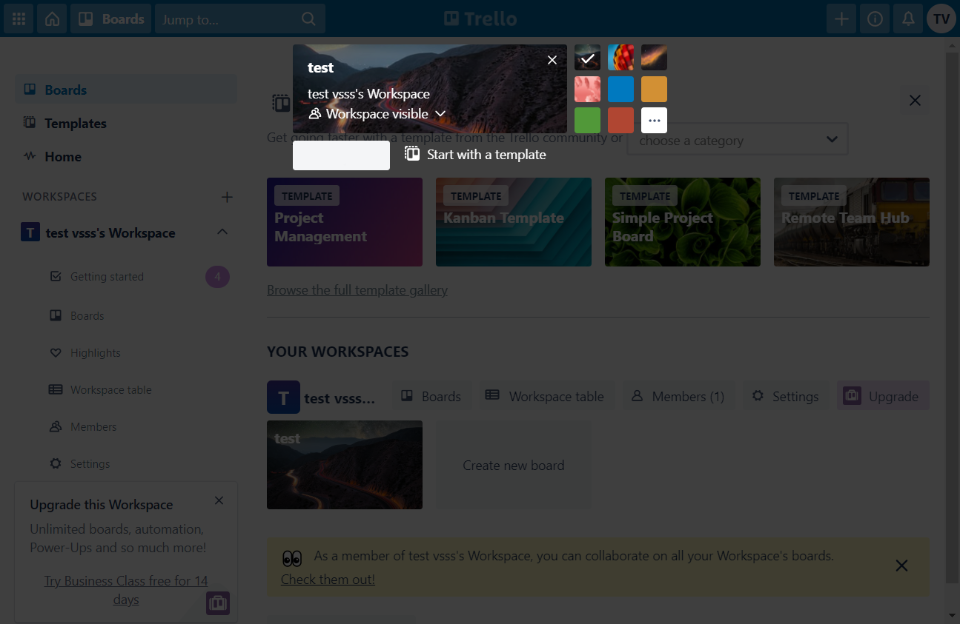 Boards
Jump to...
Trello
TV
test
test vsss's Workspace
Workspace visible
Start with a template
Boards
Templates
Home
WORKSPACES
test vsss's Workspace
T
Getting started
4
Boards
Highlights
Workspace table
Members
Settings
Upgrade this Workspace
Unlimited boards, automation,
Power-Ups and so much more!
Try Business Class free for 14
days
Get going faster with a template from the Trello community or
choose a category
TEMPLATE
Project
Management
TEMPLATE
Kanban Template
TEMPLATE
Simple Project
Board
TEMPLATE
Remote Team Hub
Browse the full template gallery
YOUR WORKSPACES
T
test vsss...
Boards
Workspace table
Members (1)
Settings
Upgrade
test
Create new board
As a member of test vsss's Workspace, you can collaborate on all your Workspace's boards.
Check them out!